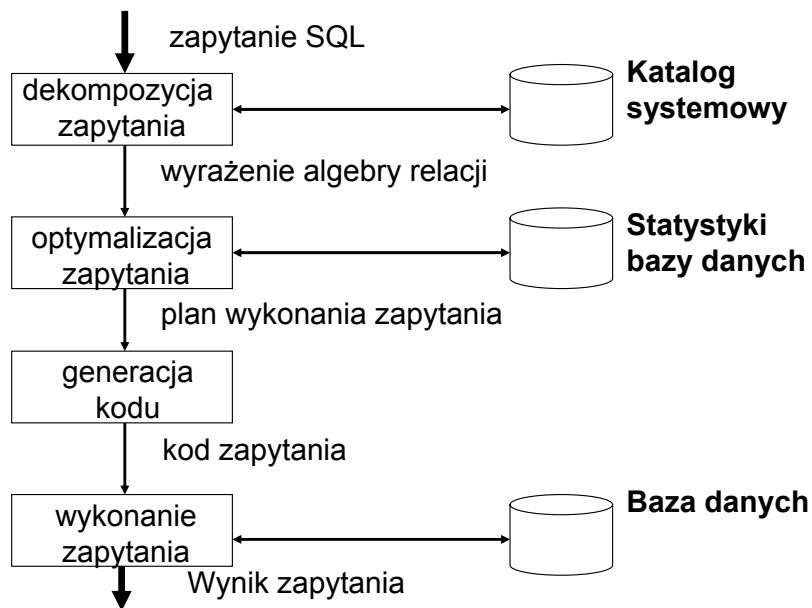 zapytanie SQL
dekompozycja
zapytania
Katalog
systemowy
wyrażenie algebry relacji
optymalizacja
zapytania
Statystyki
bazy danych
plan wykonania zapytania
generacja
kodu
kod zapytania
wykonanie
zapytania
Baza danych
Wynik zapytania